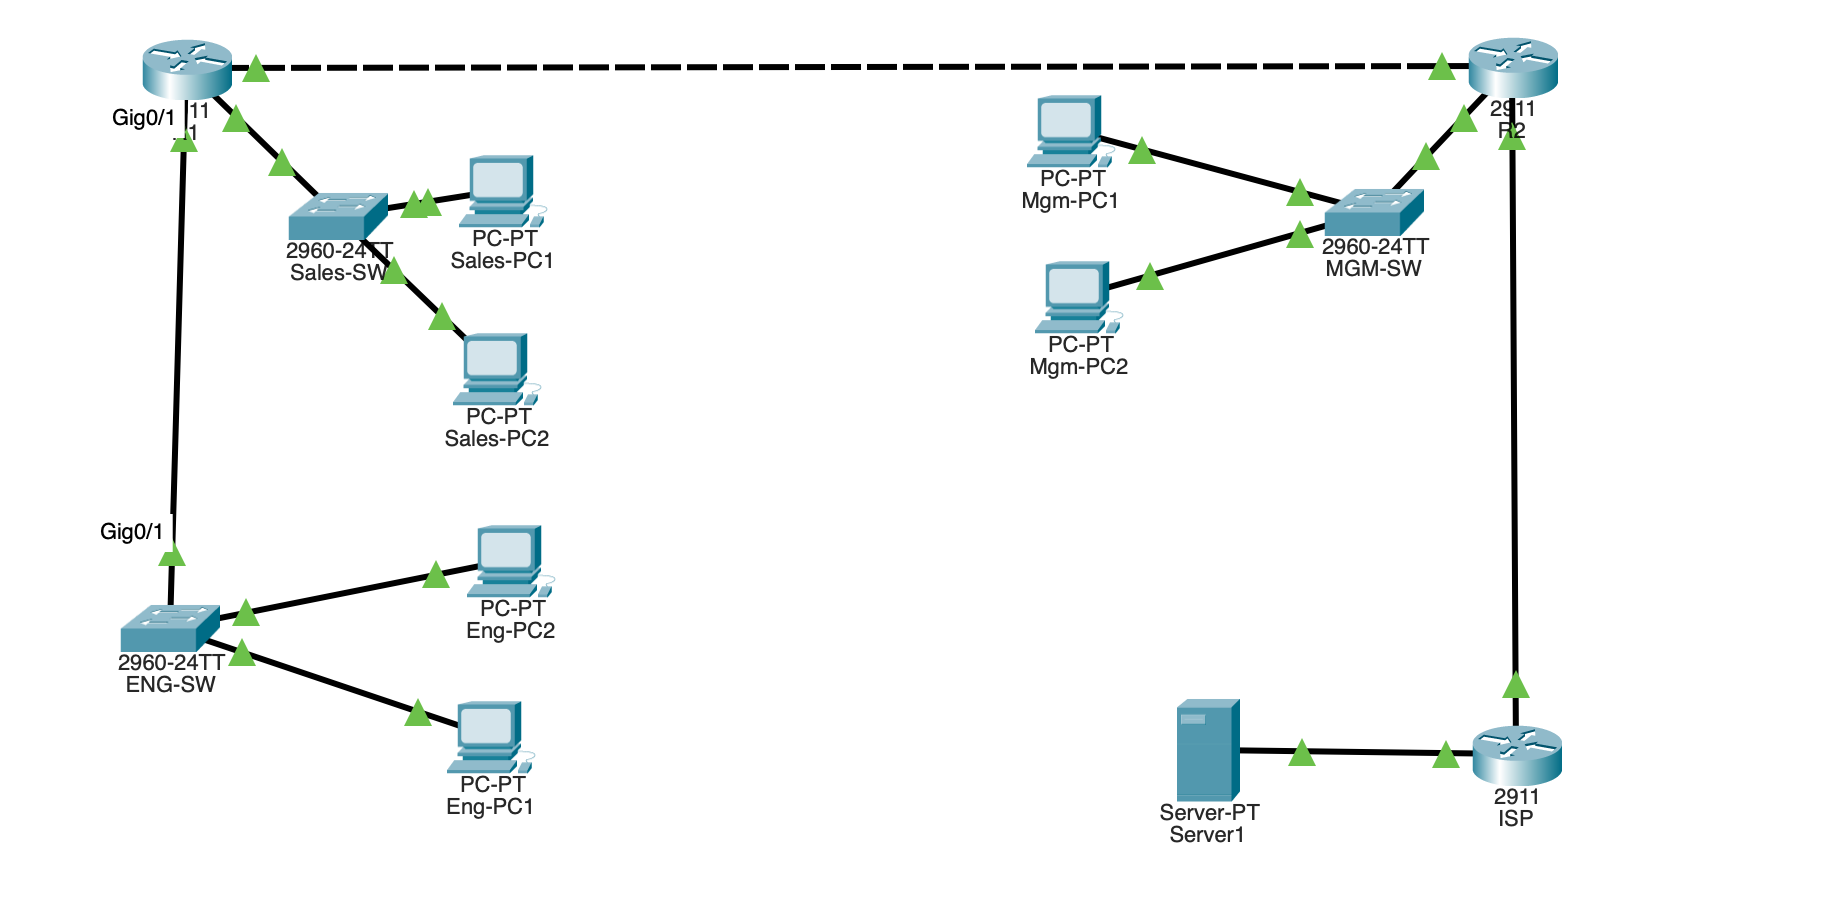 Gig0/1
11
1
2960-24TT
Sales-SW
PC-PT
Sales-PC1
PC-PT
Sales-PC2
Gig0/1
2960-24TT
ENG-SW
PC-PT
Eng-PC2
PC-PT
Eng-PC1
PC-PT
Mgm-PC1
PC-PT
Mgm-PC2
2911
R2
2960-24TT
MGM-SW
Server-PT
Server1
2911
ISP